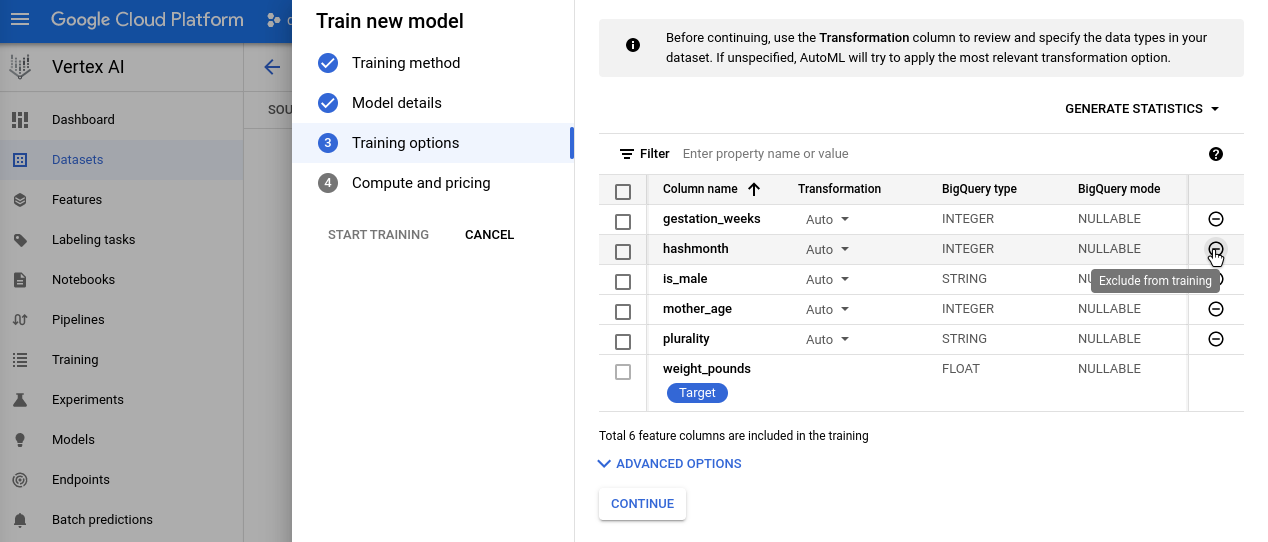 Google Cloud Platform
Vertex AI
Dashboard
Datasets
Features
Labeling tasks
Notebooks
Pipelines
Training
Experiments
Models
Endpoints
Batch predictions
SOU
Train new model
Training method
Model details
3 Training options
4 Compute and pricing
START TRAINING CANCEL
Before continuing, use the Transformation column to review and specify the data types in your
dataset. If unspecified, AutoML will try to apply the most relevant transformation option.
GENERATE STATISTICS
Filter Enter property name or value
Column name Transformation BigQuery type BigQuery mode
gestation_weeks Auto INTEGER NULLABLE
hashmonth Auto INTEGER NULLABLE
Exclude from training
is_male Auto STRING
mother_age Auto INTEGER NULLABLE
plurality Auto STRING NULLABLE
weight_pounds FLOAT NULLABLE
Target
Total 6 feature columns are included in the training
ADVANCED OPTIONS
CONTINUE